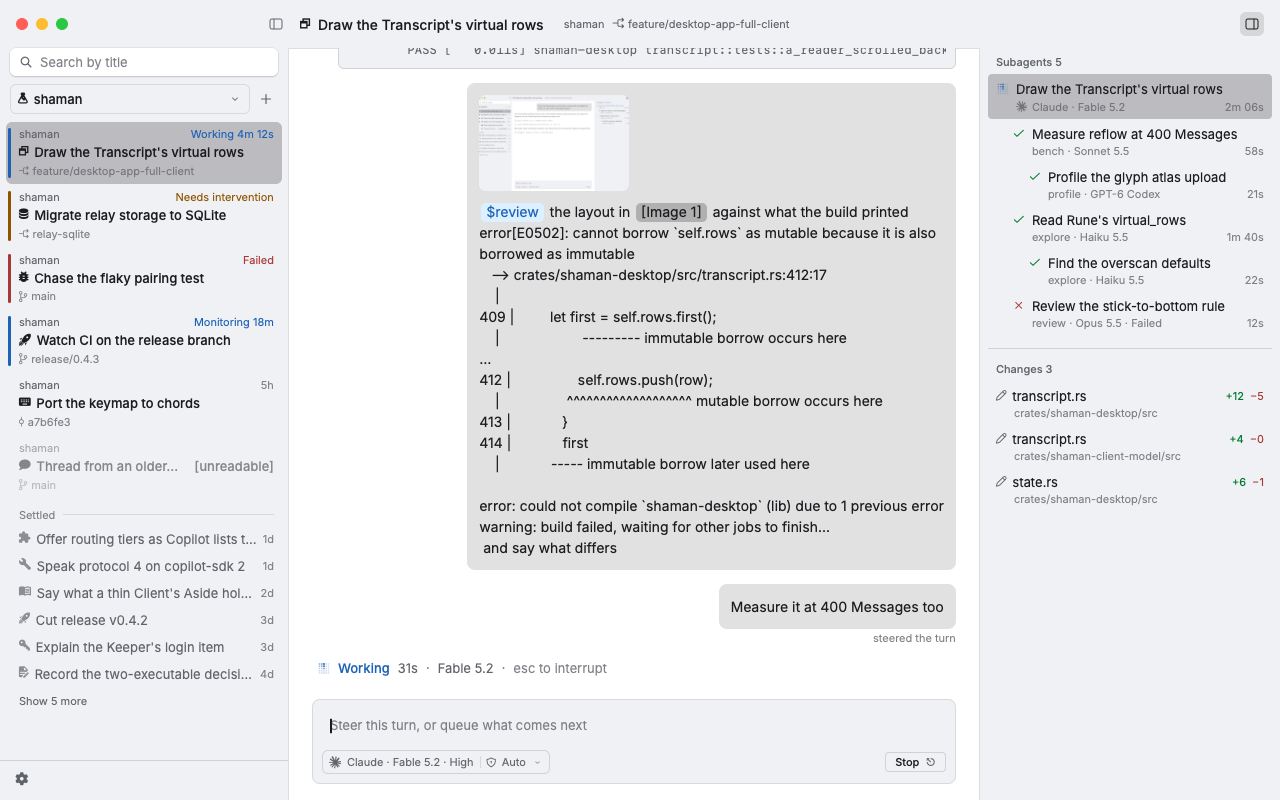 Draw the Transcript's virtual rows shaman feature/desktop-app-full-client
Search by title
shaman
shaman Working 4m 12s
Draw the Transcript's virtual rows
feature/desktop-app-full-client
shaman Needs intervention
Migrate relay storage to SQLite
relay-sqlite
shaman Failed
Chase the flaky pairing test
main
shaman Monitoring 18m
Watch CI on the release branch
release/0.4.3
shaman 5h
Port the keymap to chords
a7b6fe3
shaman
Thread from an older... [unreadable]
main
Settled
Offer routing tiers as Copilot lists t... 1d
Speak protocol 4 on copilot-sdk 2 1d
Say what a thin Client's Aside hol... 2d
Cut release v0.4.2 3d
Explain the Keeper's login item 3d
Record the two-executable decisi... 4d
Show 5 more
PASS [ 0.011s] shaman-desktop transcript::tests::a_reader_scrolled_back
$review the layout in [Image 1] against what the build printed
error[E0502]: cannot borrow `self.rows` as mutable because it is also
borrowed as immutable
--> crates/shaman-desktop/src/transcript.rs:412:17
|
409 | let first = self.rows.first();
| --------- immutable borrow occurs here
...
412 | self.rows.push(row);
| ^^^^^^^^^^^^^^^^^^^ mutable borrow occurs here
413 | }
414 | first
| ----- immutable borrow later used here
error: could not compile `shaman-desktop` (lib) due to 1 previous error
warning: build failed, waiting for other jobs to finish...
and say what differs
Measure it at 400 Messages too
steered the turn
Working 31s · Fable 5.2 · esc to interrupt
Steer this turn, or queue what comes next
Claude · Fable 5.2 · High Auto
Stop
Subagents 5
Draw the Transcript's virtual rows
Claude · Fable 5.2 2m 06s
Measure reflow at 400 Messages
bench · Sonnet 5.5 58s
Profile the glyph atlas upload
profile · GPT-6 Codex 21s
Read Rune's virtual_rows
explore · Haiku 5.5 1m 40s
Find the overscan defaults
explore · Haiku 5.5 22s
Review the stick-to-bottom rule
review · Opus 5.5 · Failed 12s
Changes 3
transcript.rs +12 −5
crates/shaman-desktop/src
transcript.rs +4 −0
crates/shaman-client-model/src
state.rs +6 −1
crates/shaman-desktop/src